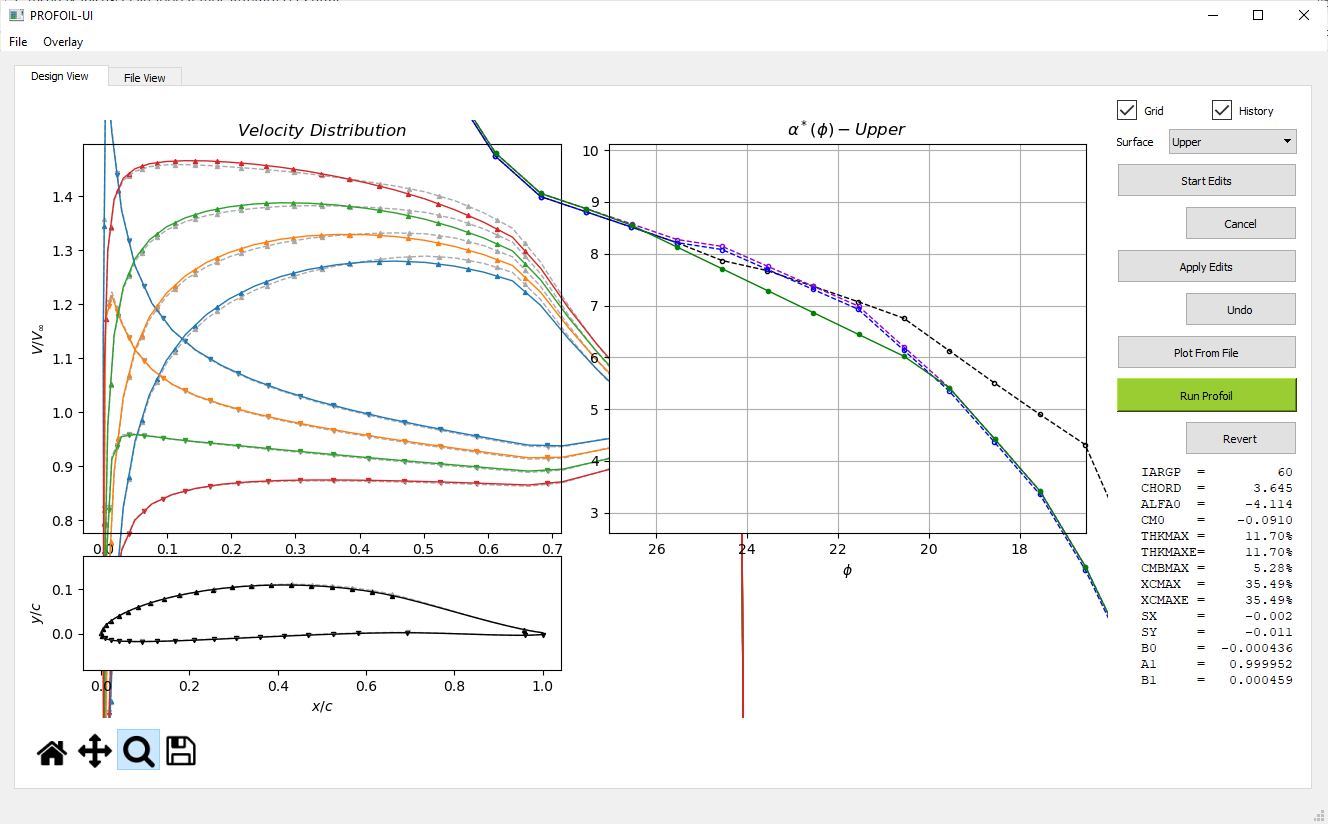 PROFOIL-UI
File Overlay
Design View File View
Velocity Distribution
V/V∞
1.4
1.3
1.2
1.1
1.0
0.9
0.8
0.0 0.1 0.2 0.3 0.4 0.5 0.6 0.7
y/c
0.1
0.0
0.0 0.2 0.4 0.6 0.8 1.0
x/c
α*(ϕ) − Upper
10
9
8
7
6
5
4
3
26 24 22 20 18
ϕ
Grid History
Surface Upper
Start Edits
Cancel
Apply Edits
Undo
Plot From File
Run Profoil
Revert
IARGP = 60
CHORD = 3.645
ALFA0 = -4.114
CM0 = -0.0910
THKMAX = 11.70%
THKMAXE= 11.70%
CMBMAX = 5.28%
XCMAX = 35.49%
XCMAXE = 35.49%
SX = -0.002
SY = -0.011
B0 = -0.000436
A1 = 0.999952
B1 = 0.000459